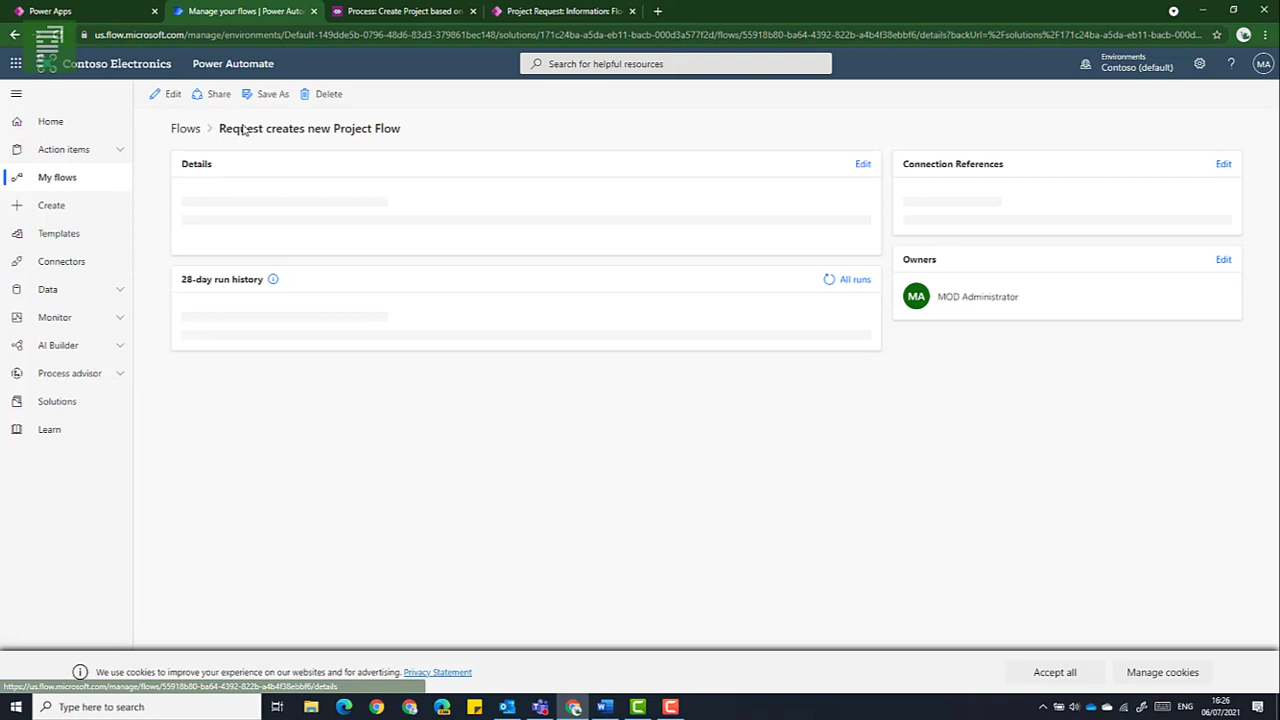 Power Apps
Manage your flows | Power Auto
Process: Create Project based on
Project Request: Information: Flo
us.flow.microsoft.com/manage/environments/Default-149dde5b-0796-48d6-83d3-379861bec148/solutions/171c24ba-a5da-eb11-bacb-000d3a577f2d/flows/55918b80-ba64-4392-822b-a4b4f38ebbf6/details?backUrl=%2Fsolutions%2F171c24ba-a5da-eb11-bacb-000d...
Contoso Electronics
Power Automate
Search for helpful resources
Environments
Contoso (default)
MA
Edit
Share
Save As
Delete
Flows > Request creates new Project Flow
Home
Action items
My flows
Create
Templates
Connectors
Data
Monitor
AI Builder
Process advisor
Solutions
Learn
Details
Edit
28-day run history
All runs
Connection References
Edit
Owners
Edit
MA
MOD Administrator
We use cookies to improve your experience on our websites and for advertising. Privacy Statement
Accept all
Manage cookies
https://us.flow.microsoft.com/manage/flows/55918b80-ba64-4392-822b-a4b4f38ebbf6/details
Type here to search
ENG
16:26
06/07/2021